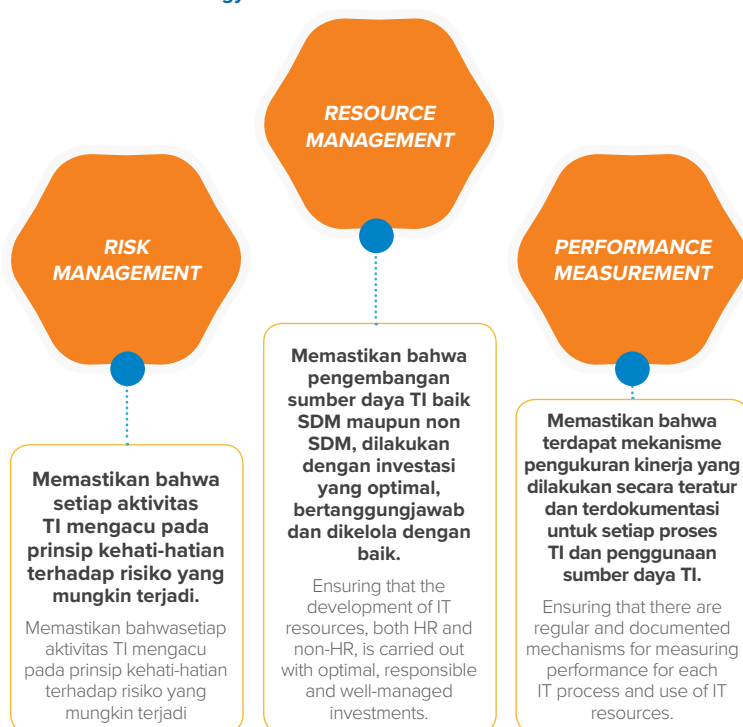 RISK
MANAGEMENT
Memastikan bahwa
setiap aktivitas
TI mengacu pada
prinsip kehati-hatian
terhadap risiko yang
mungkin terjadi.
Memastikan bahwasetiap
aktivitas TI mengacu
pada prinsip kehati-hatian
terhadap risiko yang
mungkin terjadi
RESOURCE
MANAGEMENT
Memastikan bahwa
pengembangan
sumber daya TI baik
SDM maupun non
SDM, dilakukan
dengan investasi
yang optimal,
bertanggungjawab
dan dikelola dengan
baik.
Ensuring that the
development of IT
resources, both HR and
non-HR, is carried out
with optimal, responsible
and well-managed
investments.
PERFORMANCE
MEASUREMENT
Memastikan bahwa
terdapat mekanisme
pengukuran kinerja yang
dilakukan secara teratur
dan terdokumentasi
untuk setiap proses
TI dan penggunaan
sumber daya TI.
Ensuring that there are
regular and documented
mechanisms for measuring
performance for each
IT process and use of IT
resources.